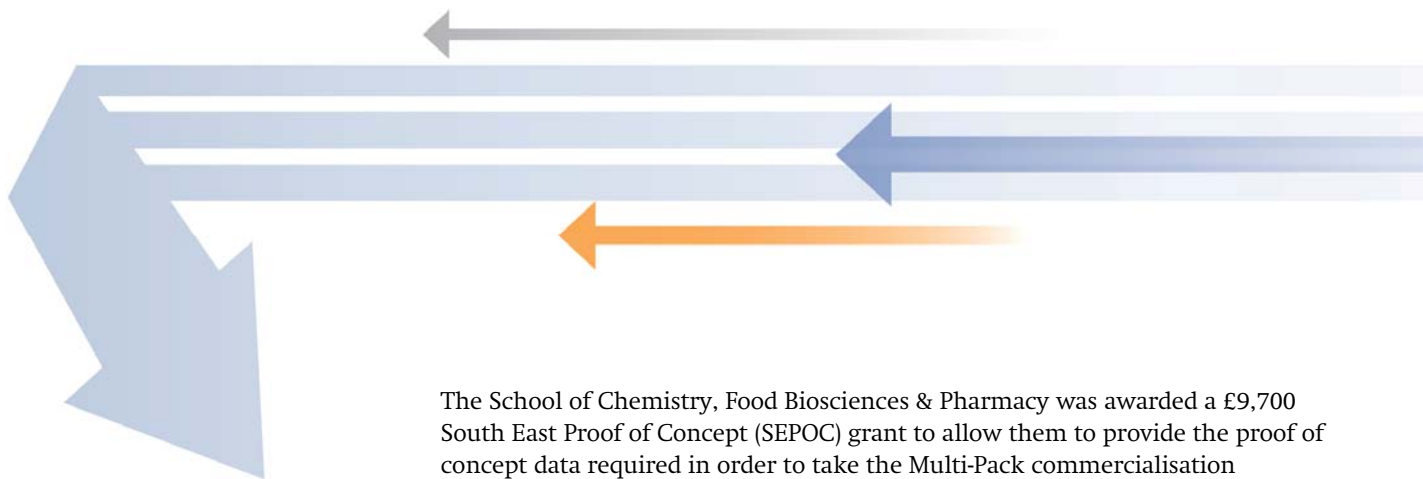 The School of Chemistry, Food Biosciences & Pharmacy was awarded a £9,700
South East Proof of Concept (SEPOC) grant to allow them to provide the proof of
concept data required in order to take the Multi-Pack commercialisation